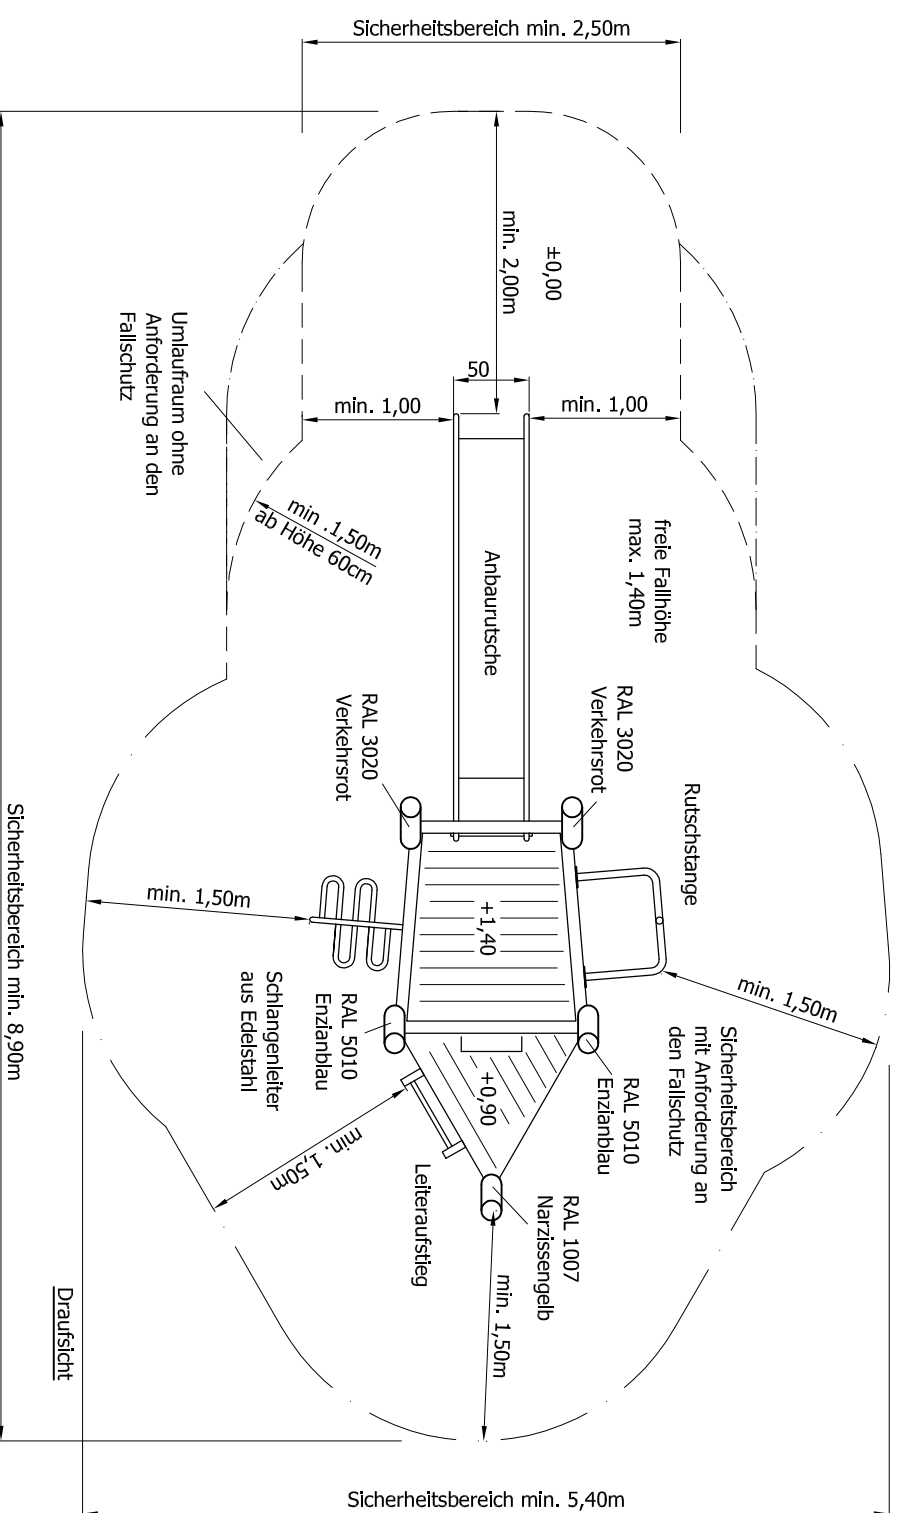 Sicherheitsbereich min. 2,50m
±0,00
min. 2,00m
50
min. 1,00
min. 1,00
Umlaufraum ohne
Anforderung an den
Fallschutz
min .1,50m
ab Höhe 60cm
Anbaurutsche
freie Fallhöhe
max. 1,40m
RAL 3020
Verkehrsrot
RAL 3020
Verkehrsrot
Rutschstange
min. 1,50m
+1,40
min. 1,50m
Schlangenleiter
aus Edelstahl
RAL 5010
Enzianblau
RAL 5010
Enzianblau
Sicherheitsbereich
mit Anforderung an
den Fallschutz
+0,90
min. 1,50m
Leiteraufstieg
RAL 1007
Narzissengelb
min. 1,50m
Sicherheitsbereich min. 8,90m
Draufsicht
Sicherheitsbereich min. 5,40m